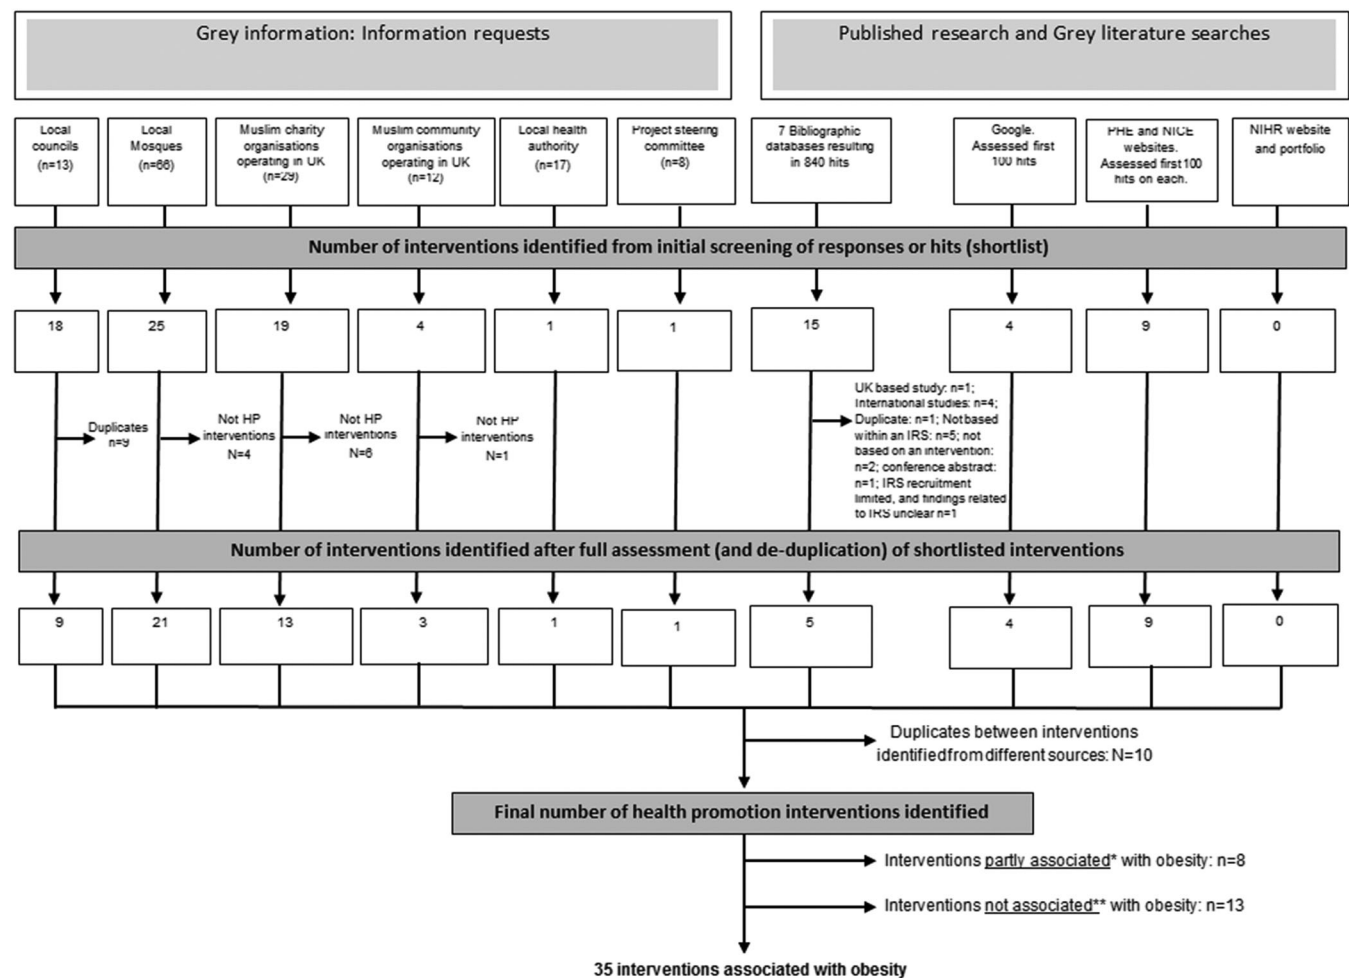 Grey information: Information requests
Published research and Grey literature searches
Local
councils
(n=13)
Local
Mosques
(n=66)
Muslim charity
organisations
operating in UK
(n=29)
Muslim community
organisations
operating in UK
(n=12)
Local health
authority
(n=17)
Project steering
committee
(n=8)
7 Bibliographic
databases resulting
in 840 hits
Google.
Assessed first
100 hits
PHE and NICE
websites.
Assessed first 100
hits on each.
NIHR website
and portfolio
Number of interventions identified from initial screening of responses or hits (shortlist)
18
25
19
4
1
1
15
4
9
0
Duplicates
n=9
Not HP
interventions
N=4
Not HP
interventions
N=6
Not HP
interventions
N=1
UK based study: n=1;
International studies: n=4;
Duplicate: n=1; Not based
within an IRS: n=5; not
based on an intervention:
n=2; conference abstract:
n=1; IRS recruitment
limited, and findings related
to IRS unclear n=1
Number of interventions identified after full assessment (and de-duplication) of shortlisted interventions
9
21
13
3
1
1
5
4
9
0
Duplicates between interventions
identified from different sources: N=10
Final number of health promotion interventions identified
Interventions partly associated* with obesity: n=8
Interventions not associated** with obesity: n=13
35 interventions associated with obesity